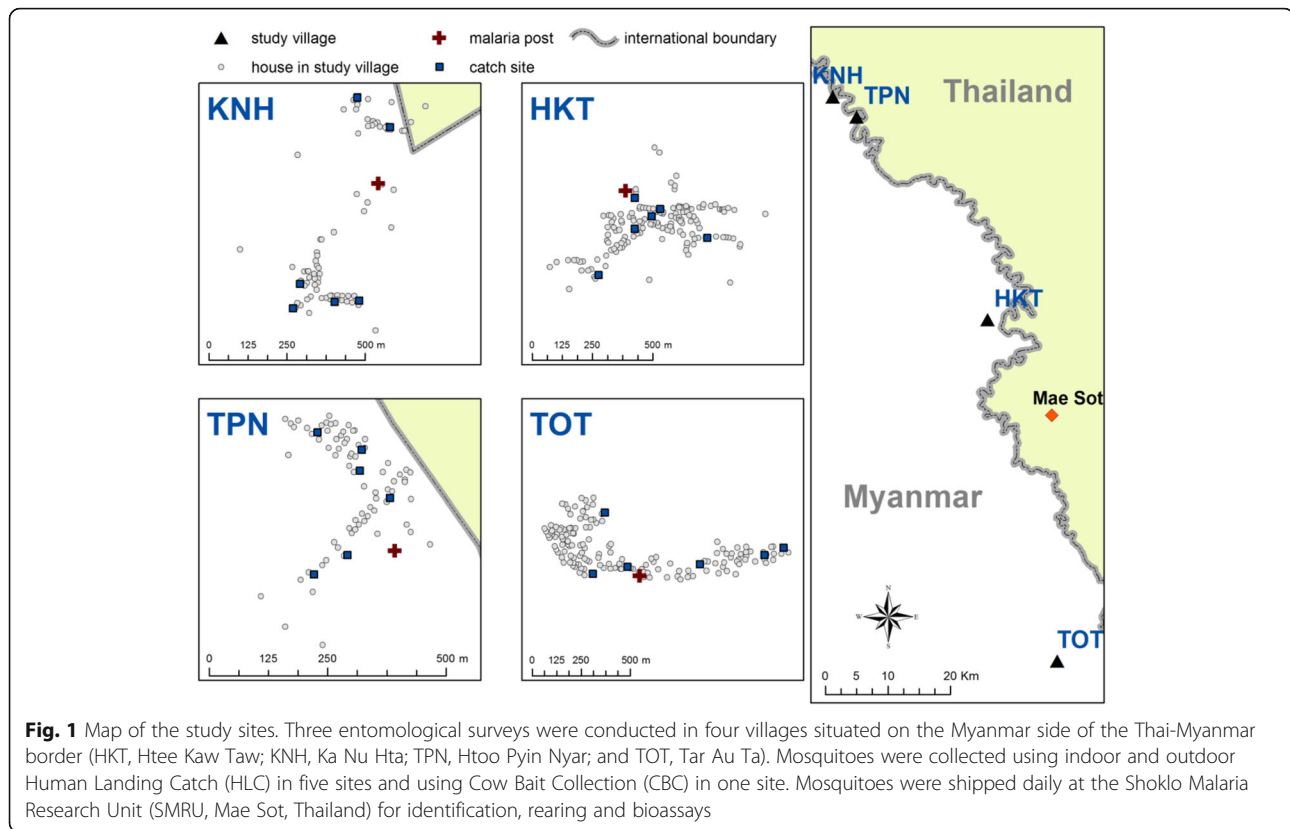 study village
malaria post
international boundary
house in study village
catch site
KNH
0 125 250 500 m
HKT
0 125 250 500 m
TPN
0 125 250 500 m
TOT
0 125 250 500 m
KNH
TPN
Thailand
HKT
Mae Sot
Myanmar
N
W E
S
TOT
0 5 10 20 Km
Fig. 1 Map of the study sites. Three entomological surveys were conducted in four villages situated on the Myanmar side of the Thai-Myanmar
border (HKT, Htee Kaw Taw; KNH, Ka Nu Hta; TPN, Htoo Pyin Nyar; and TOT, Tar Au Ta). Mosquitoes were collected using indoor and outdoor
Human Landing Catch (HLC) in five sites and using Cow Bait Collection (CBC) in one site. Mosquitoes were shipped daily at the Shoklo Malaria
Research Unit (SMRU, Mae Sot, Thailand) for identification, rearing and bioassays